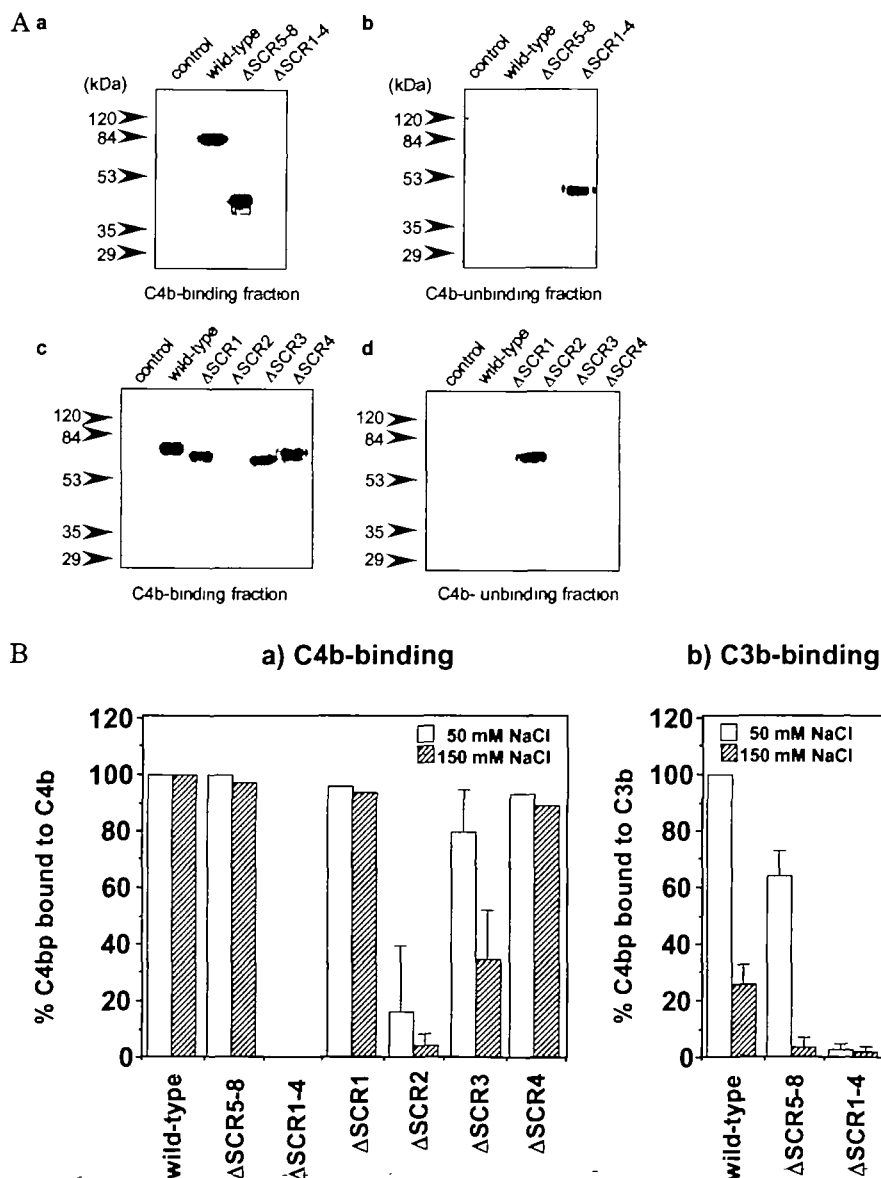 A
a
control
wild-type
ΔSCR5-8
ΔSCR1-4
(kDa)
120
84
53
35
29
C4b-binding fraction
b
control
wild-type
ΔSCR5-8
ΔSCR1-4
(kDa)
120
84
53
35
29
C4b-unbinding fraction
c
control
wild-type
ΔSCR1
ΔSCR2
ΔSCR3
ΔSCR4
120
84
53
35
29
C4b-binding fraction
d
control
wild-type
ΔSCR1
ΔSCR2
ΔSCR3
ΔSCR4
120
84
53
35
29
C4b- unbinding fraction
B
a) C4b-binding
% C4bp bound to C4b
120
100
80
60
40
20
0
50 mM NaCl
150 mM NaCl
wild-type
ΔSCR5-8
ΔSCR1-4
ΔSCR1
ΔSCR2
ΔSCR3
ΔSCR4
b) C3b-binding
% C4bp bound to C3b
120
100
80
60
40
20
0
50 mM NaCl
150 mM NaCl
wild-type
ΔSCR5-8
ΔSCR1-4